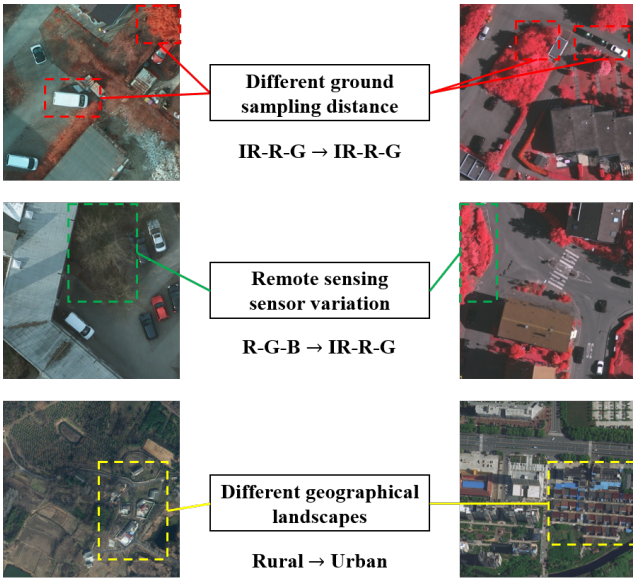 Different ground
sampling distance
IR-R-G → IR-R-G
Remote sensing
sensor variation
R-G-B → IR-R-G
Different geographical
landscapes
Rural → Urban